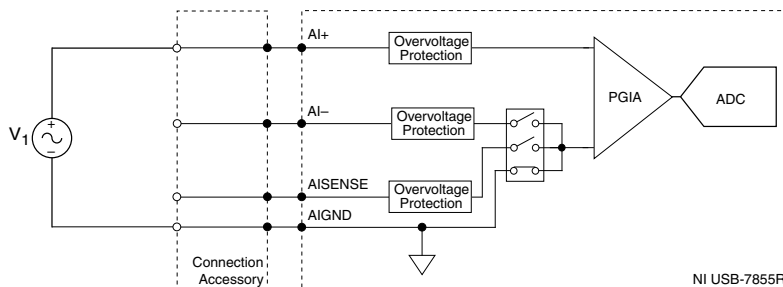 AI+
Overvoltage
Protection
PGIA
ADC
AI–
Overvoltage
Protection
V1
+
–
AISENSE
Overvoltage
Protection
AIGND
Connection
Accessory
NI USB-7855R